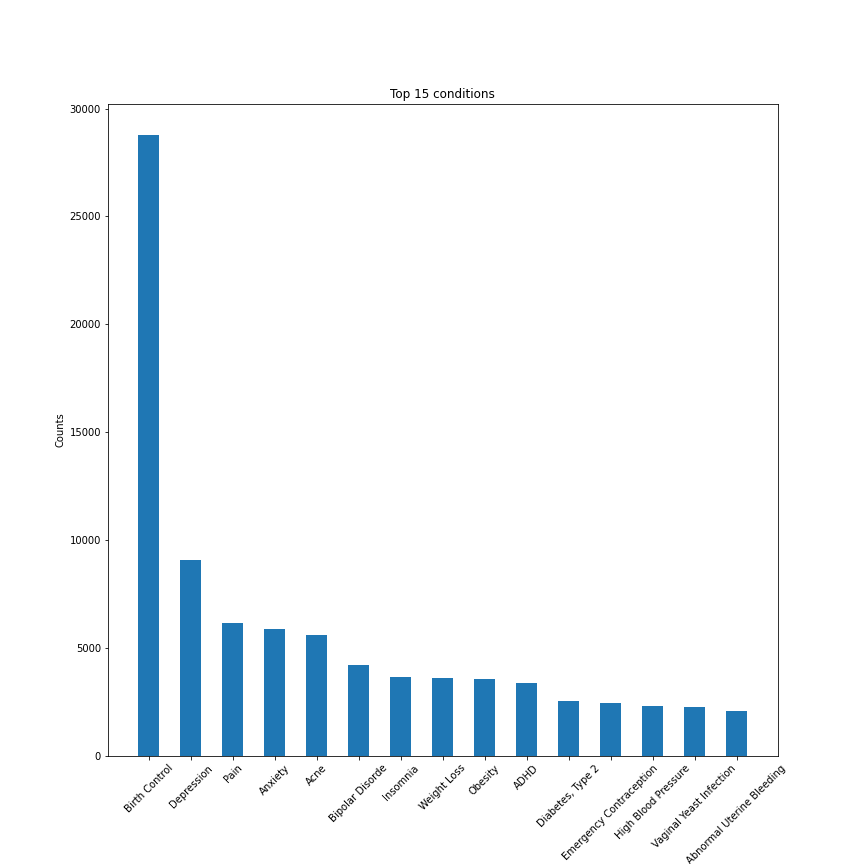 Top 15 conditions
30000
25000
20000
15000
10000
5000
0
Counts
Birth Control
Depression
Pain
Anxiety
Acne
Bipolar Disorde
Insomnia
Weight Loss
Obesity
ADHD
Diabetes, Type 2
Emergency Contraception
High Blood Pressure
Vaginal Yeast Infection
Abnormal Uterine Bleeding